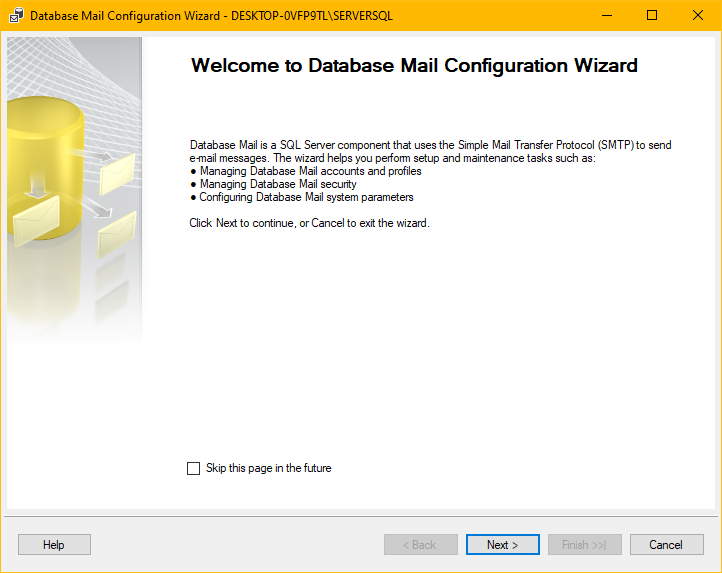 Database Mail Configuration Wizard - DESKTOP-0VFP9TL\SERVERSQL
Welcome to Database Mail Configuration Wizard
Database Mail is a SQL Server component that uses the Simple Mail Transfer Protocol (SMTP) to send
e-mail messages. The wizard helps you perform setup and maintenance tasks such as:
● Managing Database Mail accounts and profiles
● Managing Database Mail security
● Configuring Database Mail system parameters
Click Next to continue, or Cancel to exit the wizard.
Skip this page in the future
Help
< Back
Next >
Finish >>|
Cancel